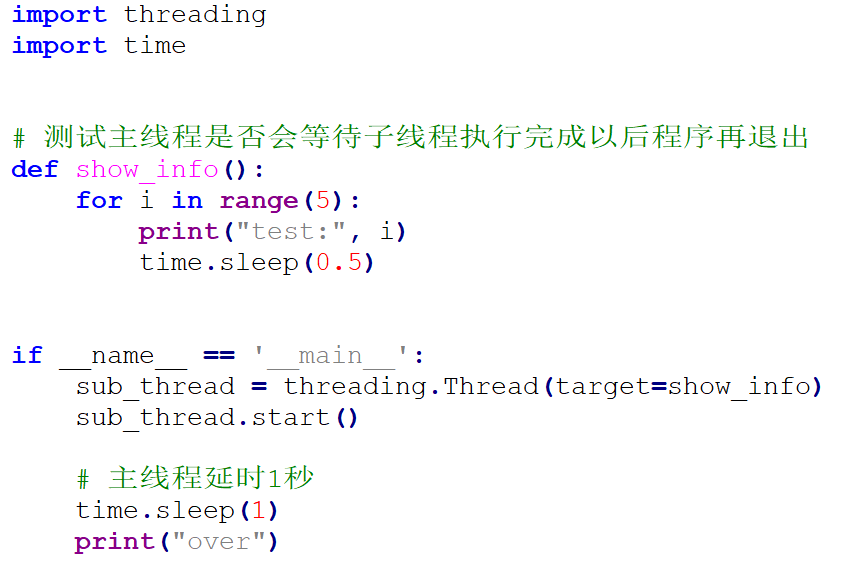 import threading
import time
# 测试主线程是否会等待子线程执行完成以后程序再退出
def show_info():
    for i in range(5):
        print("test:", i)
        time.sleep(0.5)
if __name__ == '__main__':
    sub_thread = threading.Thread(target=show_info)
    sub_thread.start()
    # 主线程延时1秒
    time.sleep(1)
    print("over")